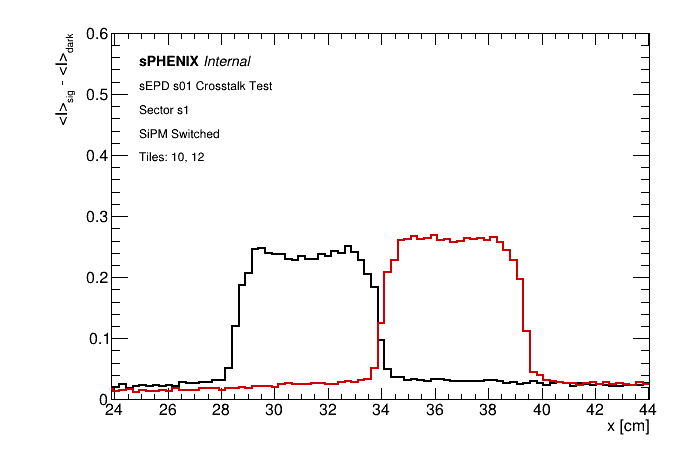 <I>sig - <I>dark
0.6
0.5
0.4
0.3
0.2
0.1
0
sPHENIX Internal
sEPD s01 Crosstalk Test
Sector s1
SiPM Switched
Tiles: 10, 12
24 26 28 30 32 34 36 38 40 42 44
x [cm]